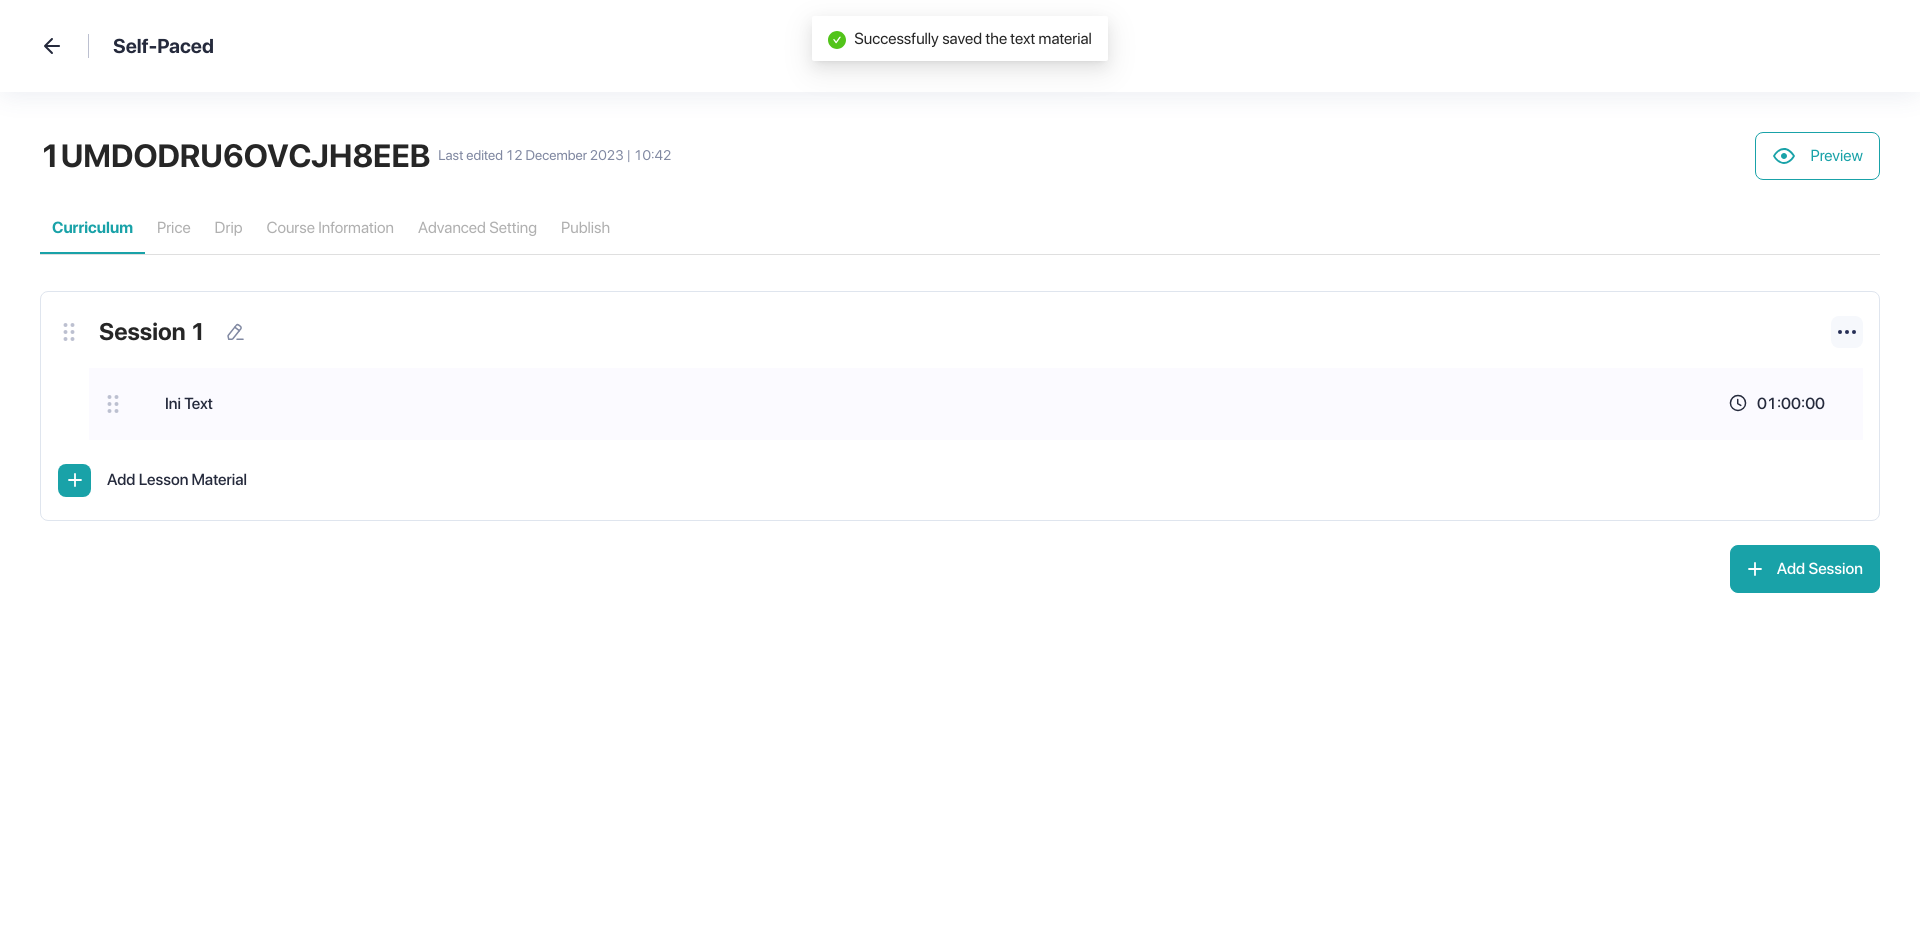 Self-Paced
Successfully saved the text material
1UMDODRU6OVCJH8EEB Last edited 12 December 2023 | 10:42
Preview
Curriculum Price Drip Course Information Advanced Setting Publish
Session 1
Ini Text 01:00:00
Add Lesson Material
Add Session